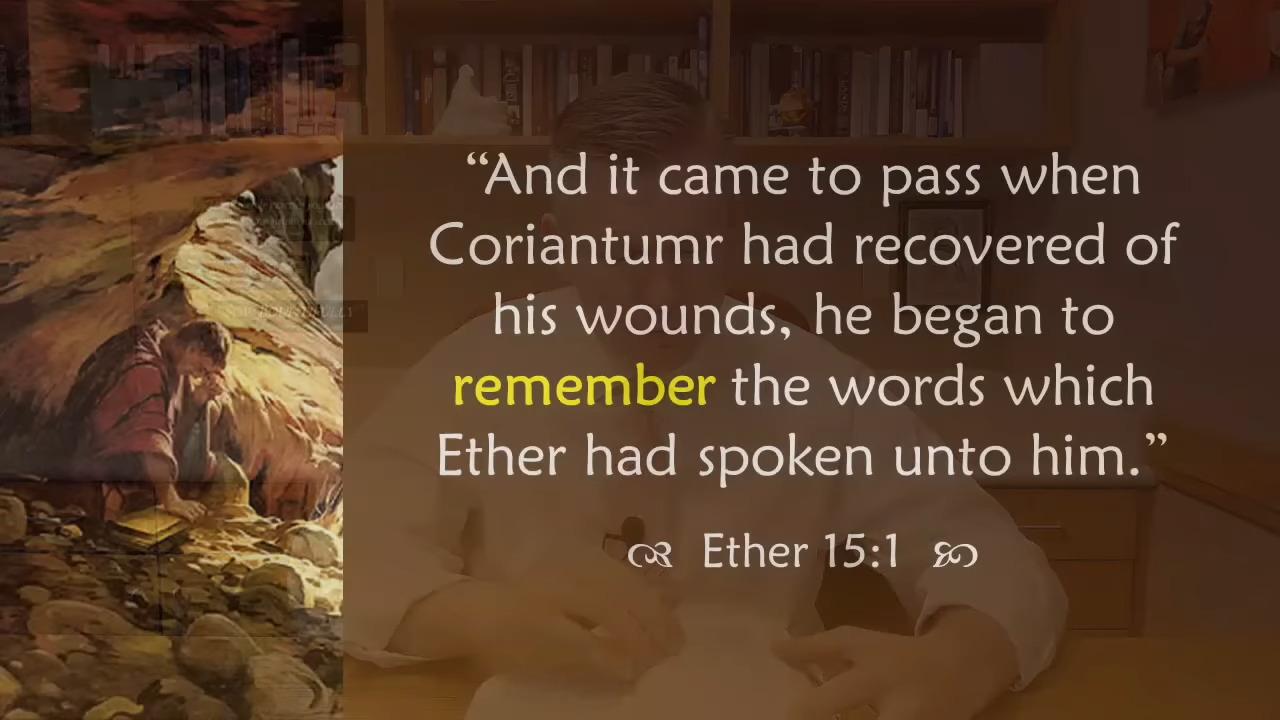 “And it came to pass when
Coriantumr had recovered of
his wounds, he began to
remember the words which
Ether had spoken unto him.”
Ether 15:1